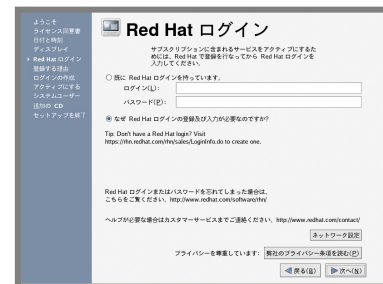 ようこそ
ライセンス同意書
日付と時刻
ディスプレイ
Red Hat ログイン
登録する理由
ログインの作成
アクティブにする
システムユーザー
追加の CD
セットアップを終了
Red Hat ログイン
サブスクリプションに含まれるサービスをアクティブにするた
めには、Red Hat で登録を行なってから Red Hat ログインを
入力してください。
既に Red Hat ログインを持っています。
ログイン(L):
パスワード(P):
なぜ Red Hat ログインの登録及び入力が必要なのですか?
Tip: Don't have a Red Hat login? Visit
https://rhn.redhat.com/rhn/sales/LoginInfo.do to create one.
Red Hat ログインまたはパスワードを忘れてしまった場合は、
こちらをご覧ください。http://www.redhat.com/software/rhn/
ヘルプが必要な場合はカスタマーサービスまでご連絡ください。http://www.redhat.com/contact/
ネットワーク設定
プライバシーを尊重しています: 弊社のプライバシー条項を読む(P)
戻る(B) 次へ(N)